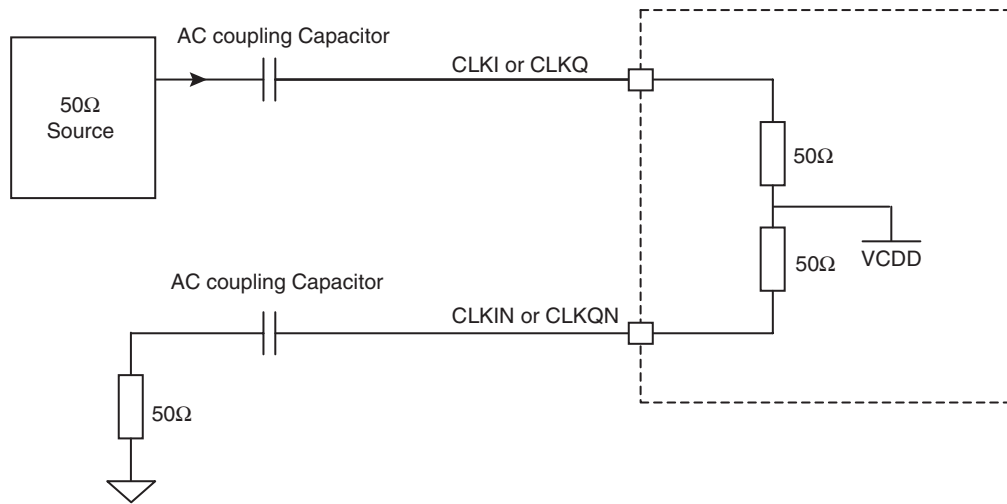 AC coupling Capacitor
CLKI or CLKQ
50Ω
Source
50Ω
50Ω
VCDD
AC coupling Capacitor
CLKIN or CLKQN
50Ω